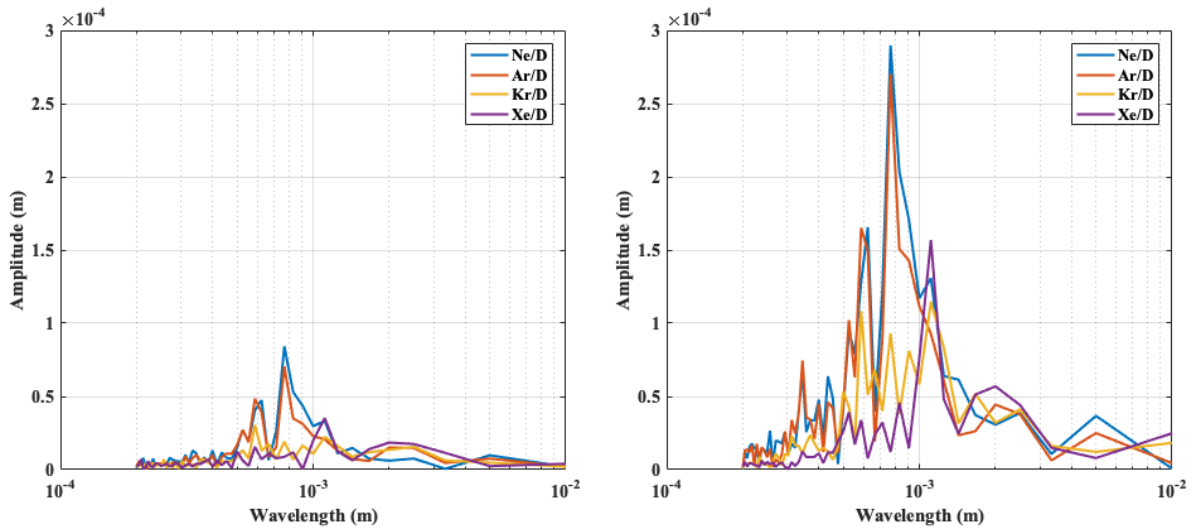 ×10⁻⁴
3
2.5
2
1.5
1
0.5
0
Amplitude (m)
10⁻⁴
10⁻³
10⁻²
Wavelength (m)
Ne/D
Ar/D
Kr/D
Xe/D
×10⁻⁴
3
2.5
2
1.5
1
0.5
0
Amplitude (m)
10⁻⁴
10⁻³
10⁻²
Wavelength (m)
Ne/D
Ar/D
Kr/D
Xe/D